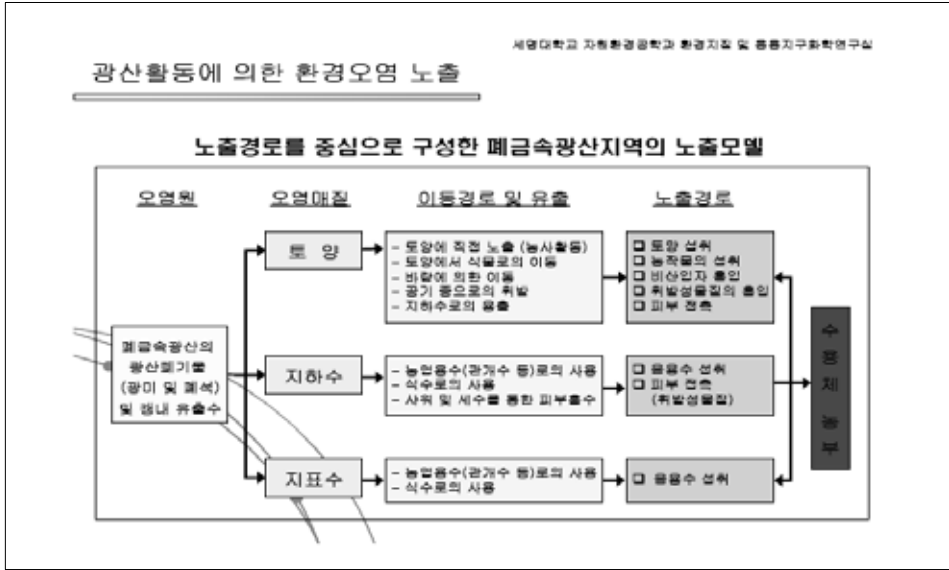 세명대학교 자원환경공학과 환경지질 및 응용지구화학연구실
광산활동에 의한 환경오염 노출
노출경로를 중심으로 구성한 폐금속광산지역의 노출모델
오염원
오염매질
이동경로 및 유출
노출경로
폐금속광산의
광산폐기물
(광미 및 폐석)
및 갱내 유출수
토 양
- 토양에 직접 노출 (농사활동)
- 토양에서 식물로의 이동
- 바람에 의한 이동
- 공기 중으로의 휘발
- 지하수로의 용출
❑ 토양 섭취
❑ 농작물의 섭취
❑ 비산입자 흡입
❑ 휘발성물질의 흡입
❑ 피부 접촉
지하수
- 농업용수(관개수 등)로의 사용
- 식수로의 사용
- 샤워 및 세수를 통한 피부흡수
❑ 음용수 섭취
❑ 피부 접촉
(휘발성물질)
지표수
- 농업용수(관개수 등)로의 사용
- 식수로의 사용
❑ 음용수 섭취
수용체 농부